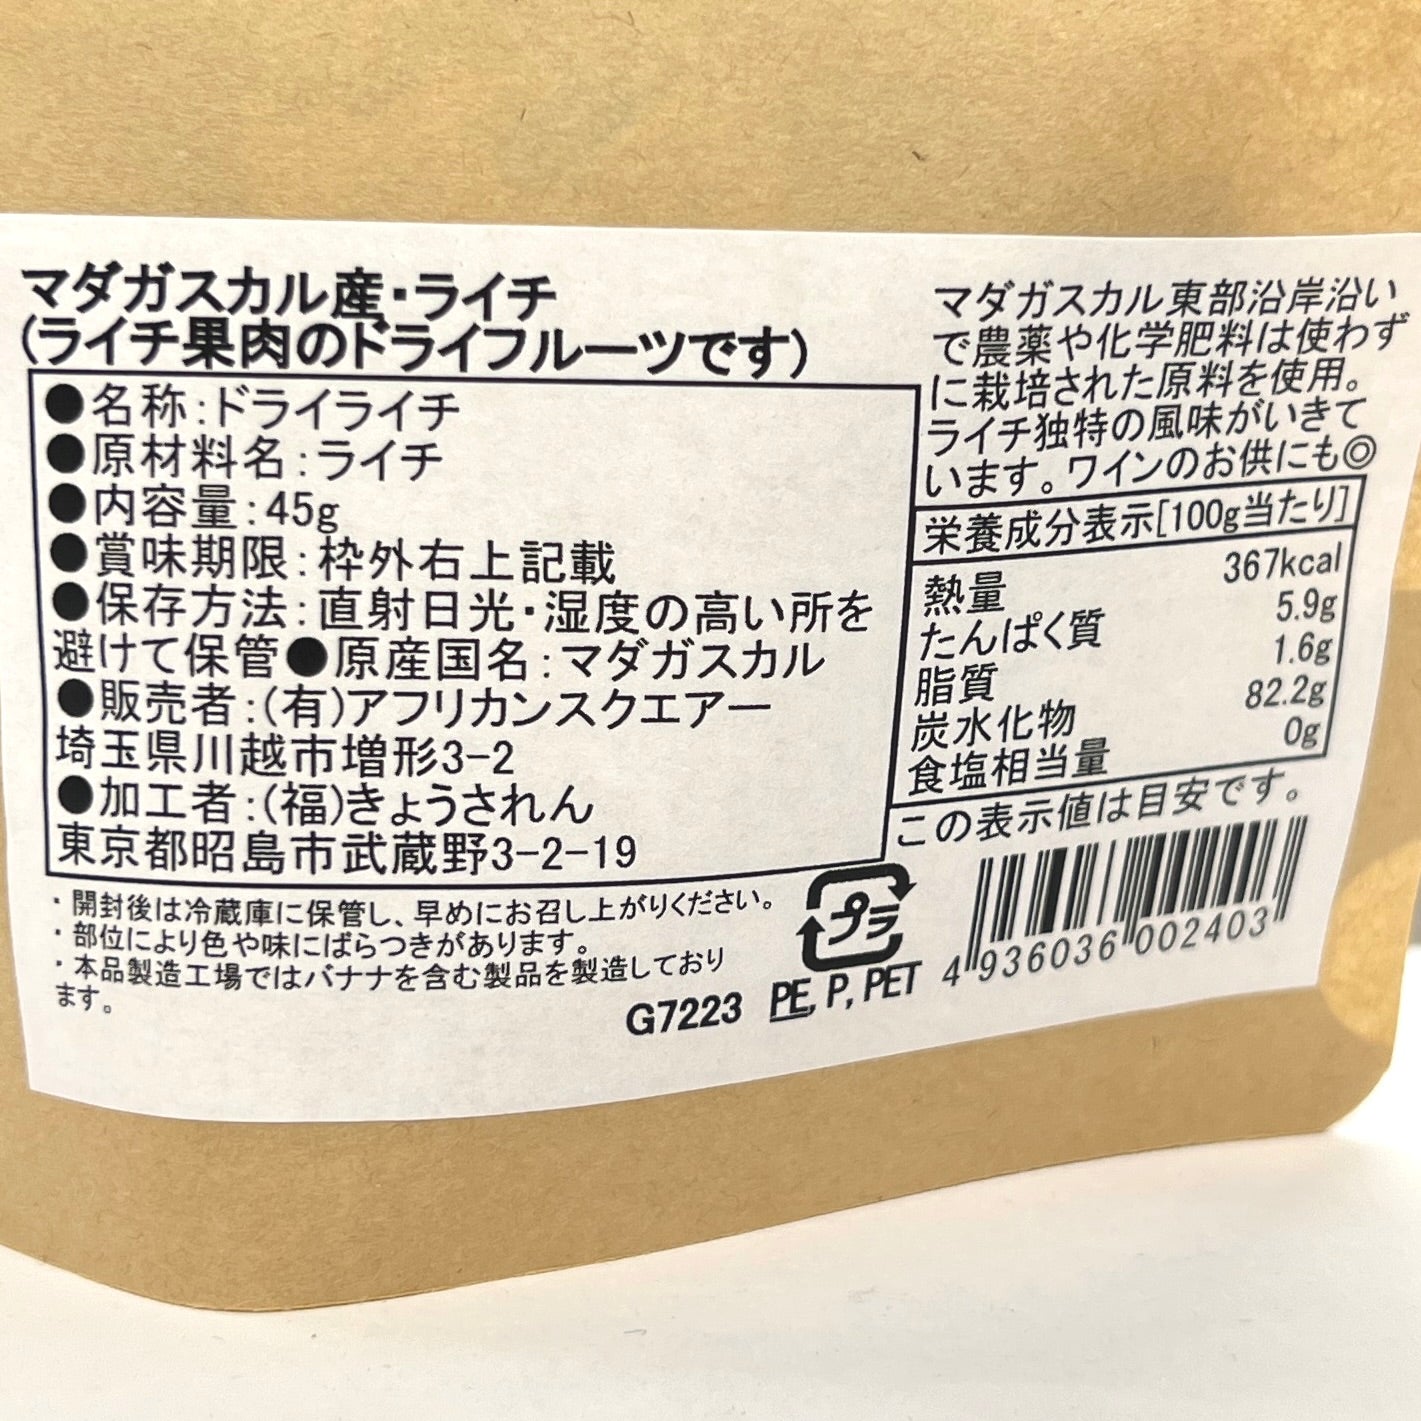 マダガスカル産・ライチ
(ライチ果肉のドライフルーツです)
●名称:ドライライチ
●原材料名:ライチ
●内容量:45g
●賞味期限:枠外右上記載
●保存方法:直射日光・湿度の高い所を
避けて保管●原産国名:マダガスカル
●販売者:(有)アフリカンスクエアー
埼玉県川越市増形3-2
●加工者:(福)きょうされん
東京都昭島市武蔵野3-2-19
・開封後は冷蔵庫に保管し、早めにお召し上がりください。
・部位により色や味にばらつきがあります。
・本品製造工場ではバナナを含む製品を製造しており
ます。
G7223
マダガスカル東部沿岸沿い
で農薬や化学肥料は使わず
に栽培された原料を使用。
ライチ独特の風味がいきて
います。ワインのお供にも◎
栄養成分表示[100g当たり]
熱量 367kcal
たんぱく質 5.9g
脂質 1.6g
炭水化物 82.2g
食塩相当量 0g
この表示値は目安です。
プラ
PE, P, PET
4936036002403